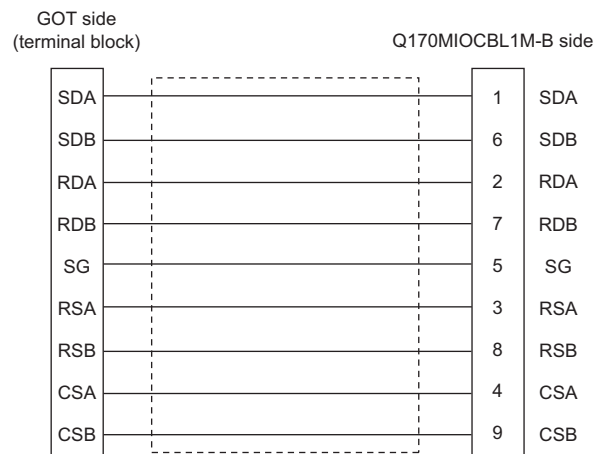 GOT side
(terminal block)
Q170MIOCBL1M-B side
SDA 1 SDA
SDB 6 SDB
RDA 2 RDA
RDB 7 RDB
SG 5 SG
RSA 3 RSA
RSB 8 RSB
CSA 4 CSA
CSB 9 CSB